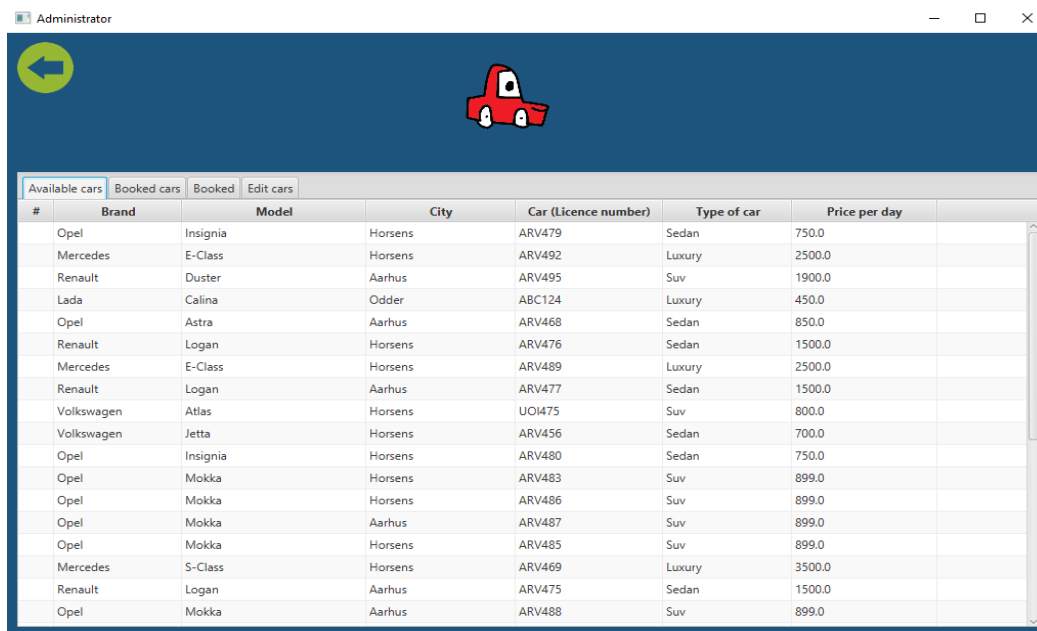 Administrator
Available cars Booked cars Booked Edit cars
# Brand Model City Car (Licence number) Type of car Price per day
Opel Insignia Horsens ARV479 Sedan 750.0
Mercedes E-Class Horsens ARV492 Luxury 2500.0
Renault Duster Aarhus ARV495 Suv 1900.0
Lada Calina Odder ABC124 Luxury 450.0
Opel Astra Aarhus ARV468 Sedan 850.0
Renault Logan Horsens ARV476 Sedan 1500.0
Mercedes E-Class Horsens ARV489 Luxury 2500.0
Renault Logan Aarhus ARV477 Sedan 1500.0
Volkswagen Atlas Horsens UOI475 Suv 800.0
Volkswagen Jetta Horsens ARV456 Sedan 700.0
Opel Insignia Horsens ARV480 Sedan 750.0
Opel Mokka Horsens ARV483 Suv 899.0
Opel Mokka Horsens ARV486 Suv 899.0
Opel Mokka Aarhus ARV487 Suv 899.0
Opel Mokka Horsens ARV485 Suv 899.0
Mercedes S-Class Horsens ARV469 Luxury 3500.0
Renault Logan Aarhus ARV475 Sedan 1500.0
Opel Mokka Aarhus ARV488 Suv 899.0